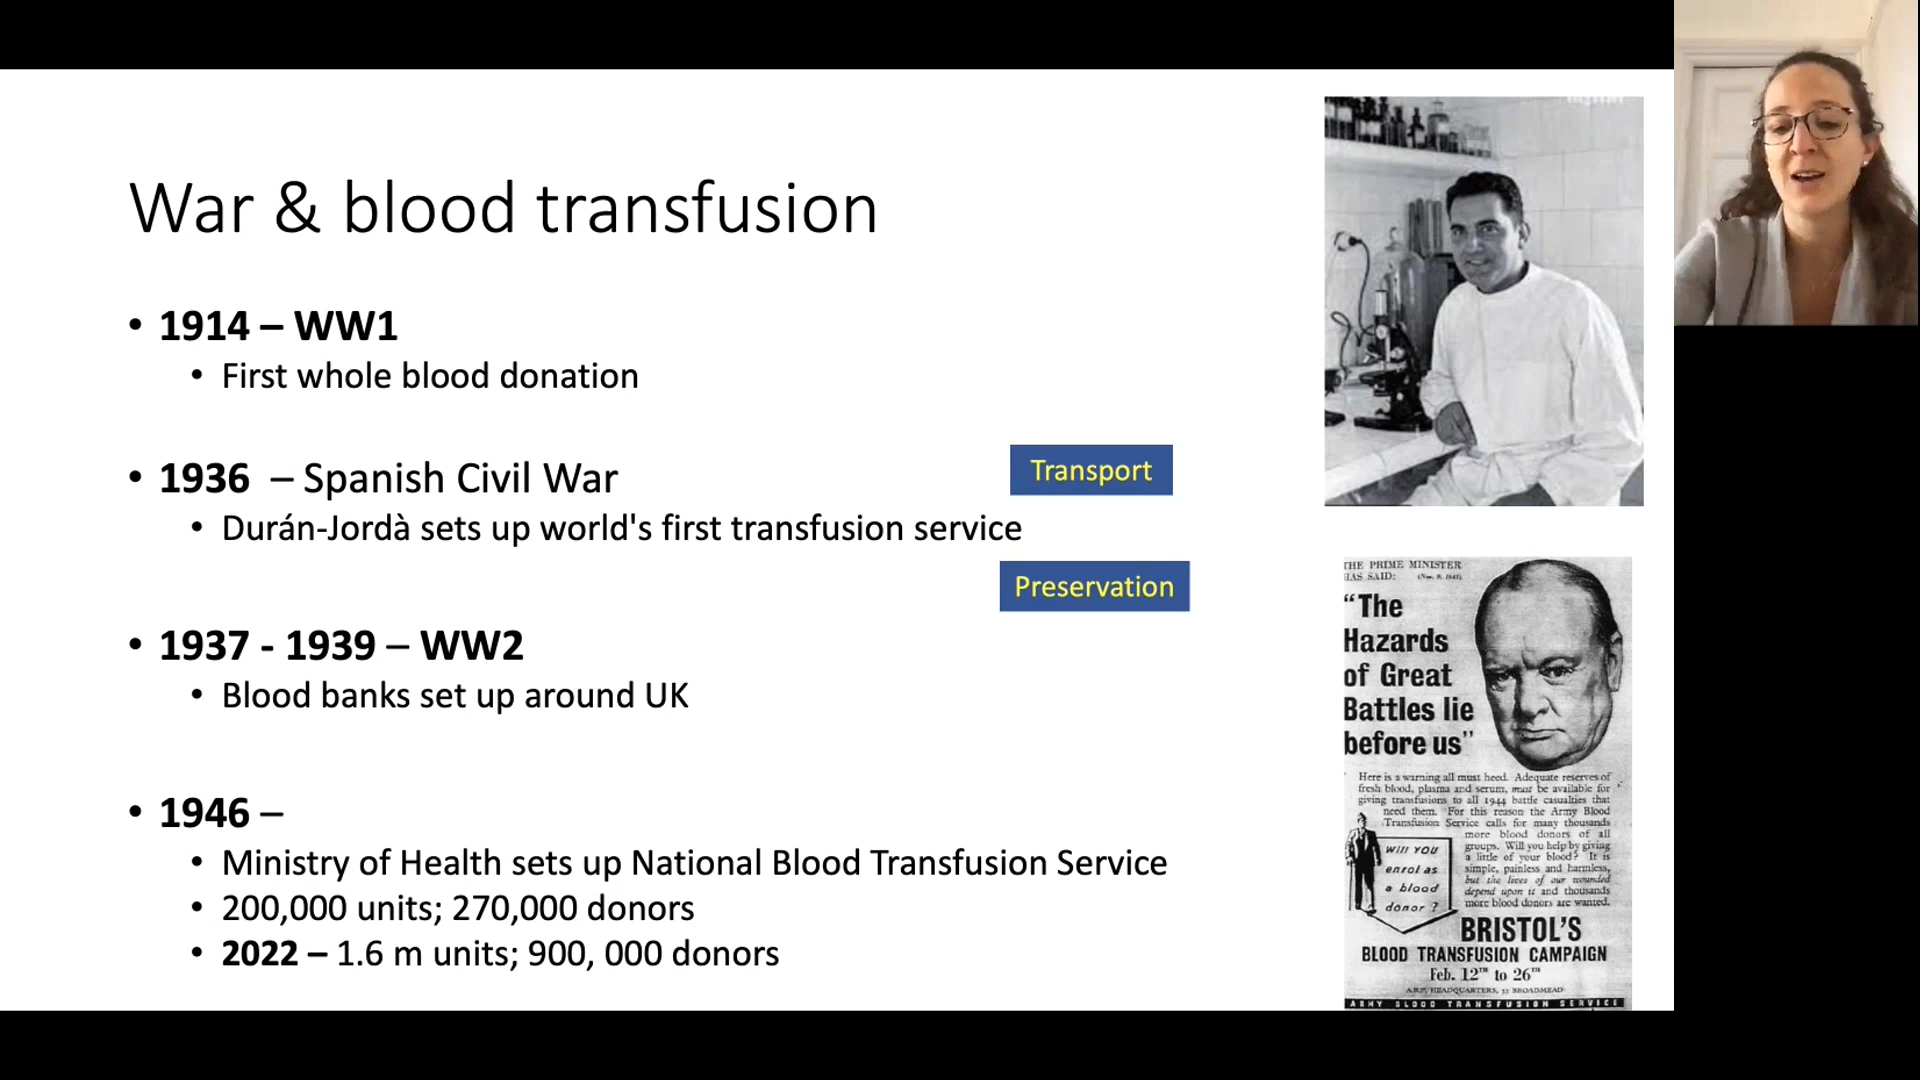 War & blood transfusion
• 1914 – WW1
• First whole blood donation
• 1936 – Spanish Civil War
Transport
• Durán-Jordà sets up world's first transfusion service
Preservation
• 1937 - 1939 – WW2
• Blood banks set up around UK
• 1946 –
• Ministry of Health sets up National Blood Transfusion Service
• 200,000 units; 270,000 donors
• 2022 – 1.6 m units; 900, 000 donors
THE PRIME MINISTER
HAS SAID:
“The
Hazards
of Great
Battles lie
before us”
Here is a warning all must heed. Adequate reserves of
fresh blood, plasma and serum, must be available for
giving transfusions to all 1944 battle casualties that
need them. For this reason the Army Blood
Transfusion Service calls for many thousands
more blood donors of all
groups. Will you help by giving
a little of your blood? It is
simple, painless and harmless,
but the lives of our wounded
depend upon it and thousands
more blood donors are wanted.
will you
enrol as
a blood
donor ?
BRISTOL'S
BLOOD TRANSFUSION CAMPAIGN
Feb. 12TH to 26TH
A.R.P. HEADQUARTERS, 55 BROADMEAD
ARMY BLOOD TRANSFUSION SERVICE